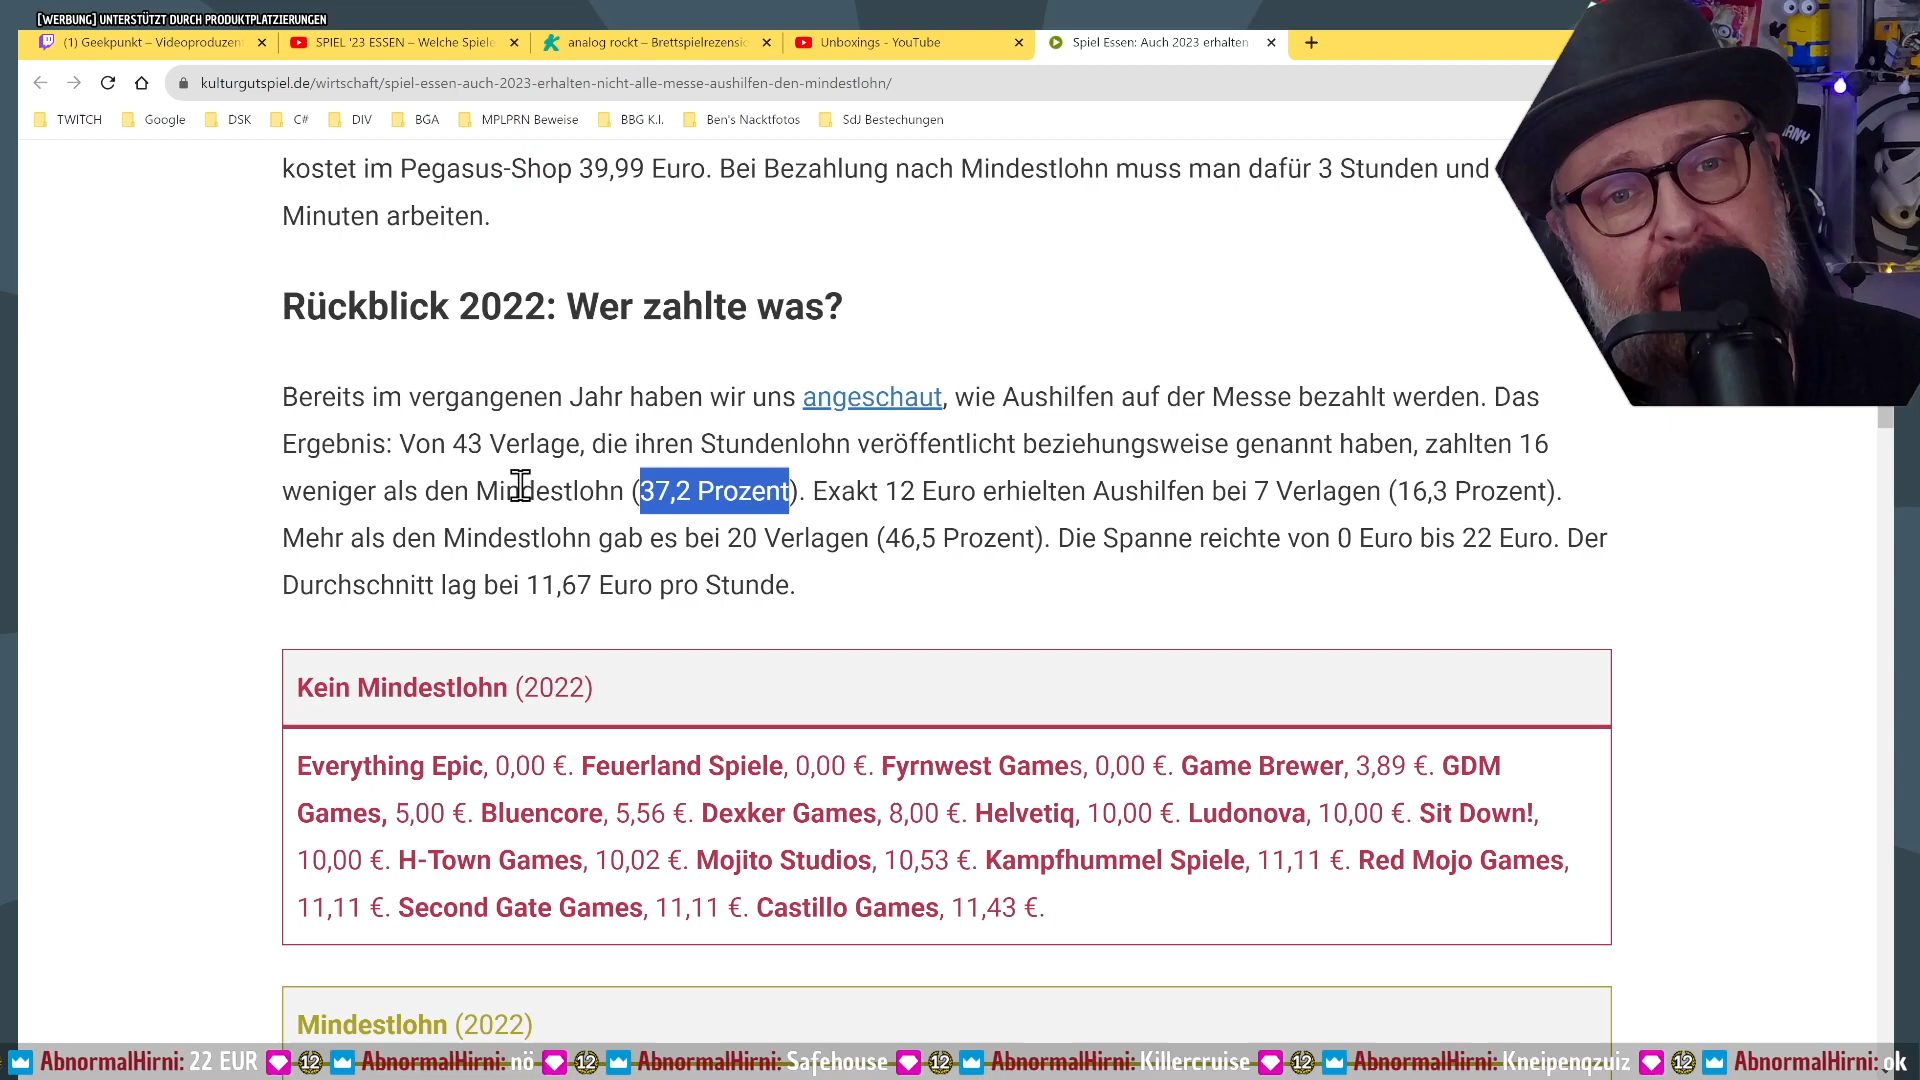 [WERBUNG] UNTERSTÜTZT DURCH PRODUKTPLATZIERUNGEN
(1) Geekpunkt – Videoproduzent
SPIEL '23 ESSEN – Welche Spiele
analog rockt – Brettspielrezensio
Unboxings - YouTube
Spiel Essen: Auch 2023 erhalten
kulturgutspiel.de/wirtschaft/spiel-essen-auch-2023-erhalten-nicht-alle-messe-aushilfen-den-mindestlohn/
TWITCH Google DSK C# DIV BGA MPLPRN Beweise BBG K.I. Ben's Nacktfotos SdJ Bestechungen
kostet im Pegasus-Shop 39,99 Euro. Bei Bezahlung nach Mindestlohn muss man dafür 3 Stunden und
Minuten arbeiten.
Rückblick 2022: Wer zahlte was?
Bereits im vergangenen Jahr haben wir uns angeschaut, wie Aushilfen auf der Messe bezahlt werden. Das
Ergebnis: Von 43 Verlage, die ihren Stundenlohn veröffentlicht beziehungsweise genannt haben, zahlten 16
weniger als den Mindestlohn (37,2 Prozent). Exakt 12 Euro erhielten Aushilfen bei 7 Verlagen (16,3 Prozent).
Mehr als den Mindestlohn gab es bei 20 Verlagen (46,5 Prozent). Die Spanne reichte von 0 Euro bis 22 Euro. Der
Durchschnitt lag bei 11,67 Euro pro Stunde.
Kein Mindestlohn (2022)
Everything Epic, 0,00 €. Feuerland Spiele, 0,00 €. Fyrnwest Games, 0,00 €. Game Brewer, 3,89 €. GDM
Games, 5,00 €. Bluencore, 5,56 €. Dexker Games, 8,00 €. Helvetiq, 10,00 €. Ludonova, 10,00 €. Sit Down!,
10,00 €. H-Town Games, 10,02 €. Mojito Studios, 10,53 €. Kampfhummel Spiele, 11,11 €. Red Mojo Games,
11,11 €. Second Gate Games, 11,11 €. Castillo Games, 11,43 €.
Mindestlohn (2022)
AbnormalHirni: 22 EUR 12 AbnormalHirni: nö 12 AbnormalHirni: Safehouse 12 AbnormalHirni: Killercruise 12 AbnormalHirni: Kneipenqzuiz 12 AbnormalHirni: ok